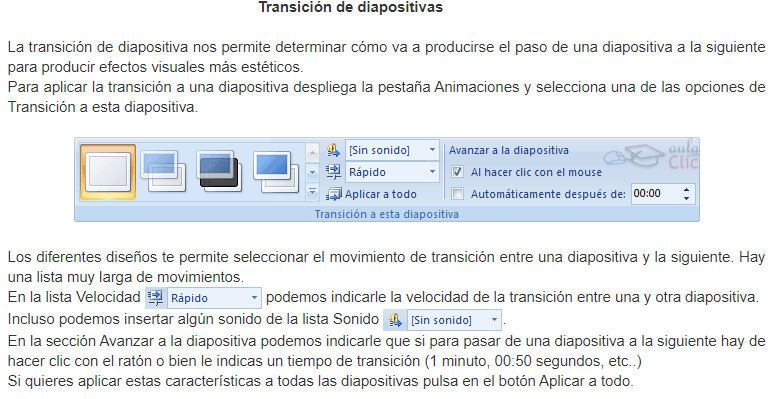 Transición de diapositivas
La transición de diapositiva nos permite determinar cómo va a producirse el paso de una diapositiva a la siguiente
para producir efectos visuales más estéticos.
Para aplicar la transición a una diapositiva despliega la pestaña Animaciones y selecciona una de las opciones de
Transición a esta diapositiva.
[Sin sonido] Avanzar a la diapositiva aula Clic
Rápido Al hacer clic con el mouse
Aplicar a todo Automáticamente después de: 00:00
Transición a esta diapositiva
Los diferentes diseños te permite seleccionar el movimiento de transición entre una diapositiva y la siguiente. Hay
una lista muy larga de movimientos.
En la lista Velocidad Rápido podemos indicarle la velocidad de la transición entre una y otra diapositiva.
Incluso podemos insertar algún sonido de la lista Sonido [Sin sonido] .
En la sección Avanzar a la diapositiva podemos indicarle que si para pasar de una diapositiva a la siguiente hay de
hacer clic con el ratón o bien le indicas un tiempo de transición (1 minuto, 00:50 segundos, etc..)
Si quieres aplicar estas características a todas las diapositivas pulsa en el botón Aplicar a todo.